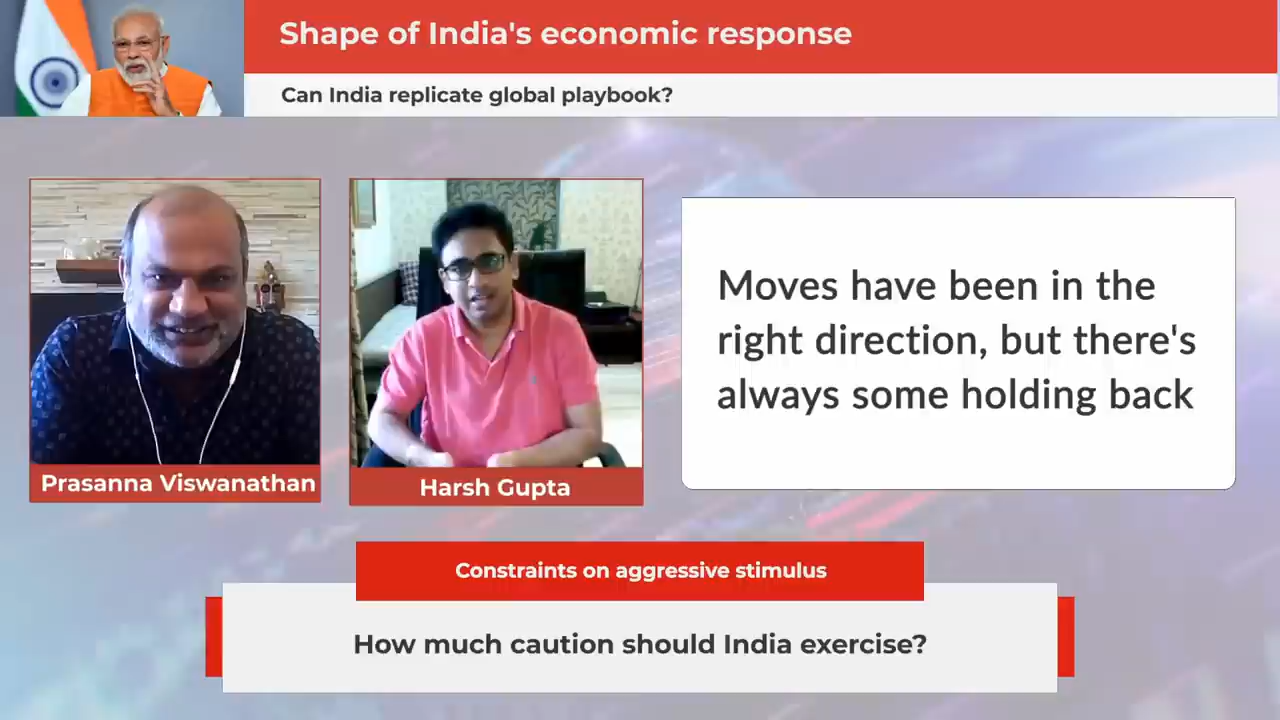 Shape of India's economic response
Can India replicate global playbook?
Moves have been in the
right direction, but there's
always some holding back
Prasanna Viswanathan
Harsh Gupta
Constraints on aggressive stimulus
How much caution should India exercise?